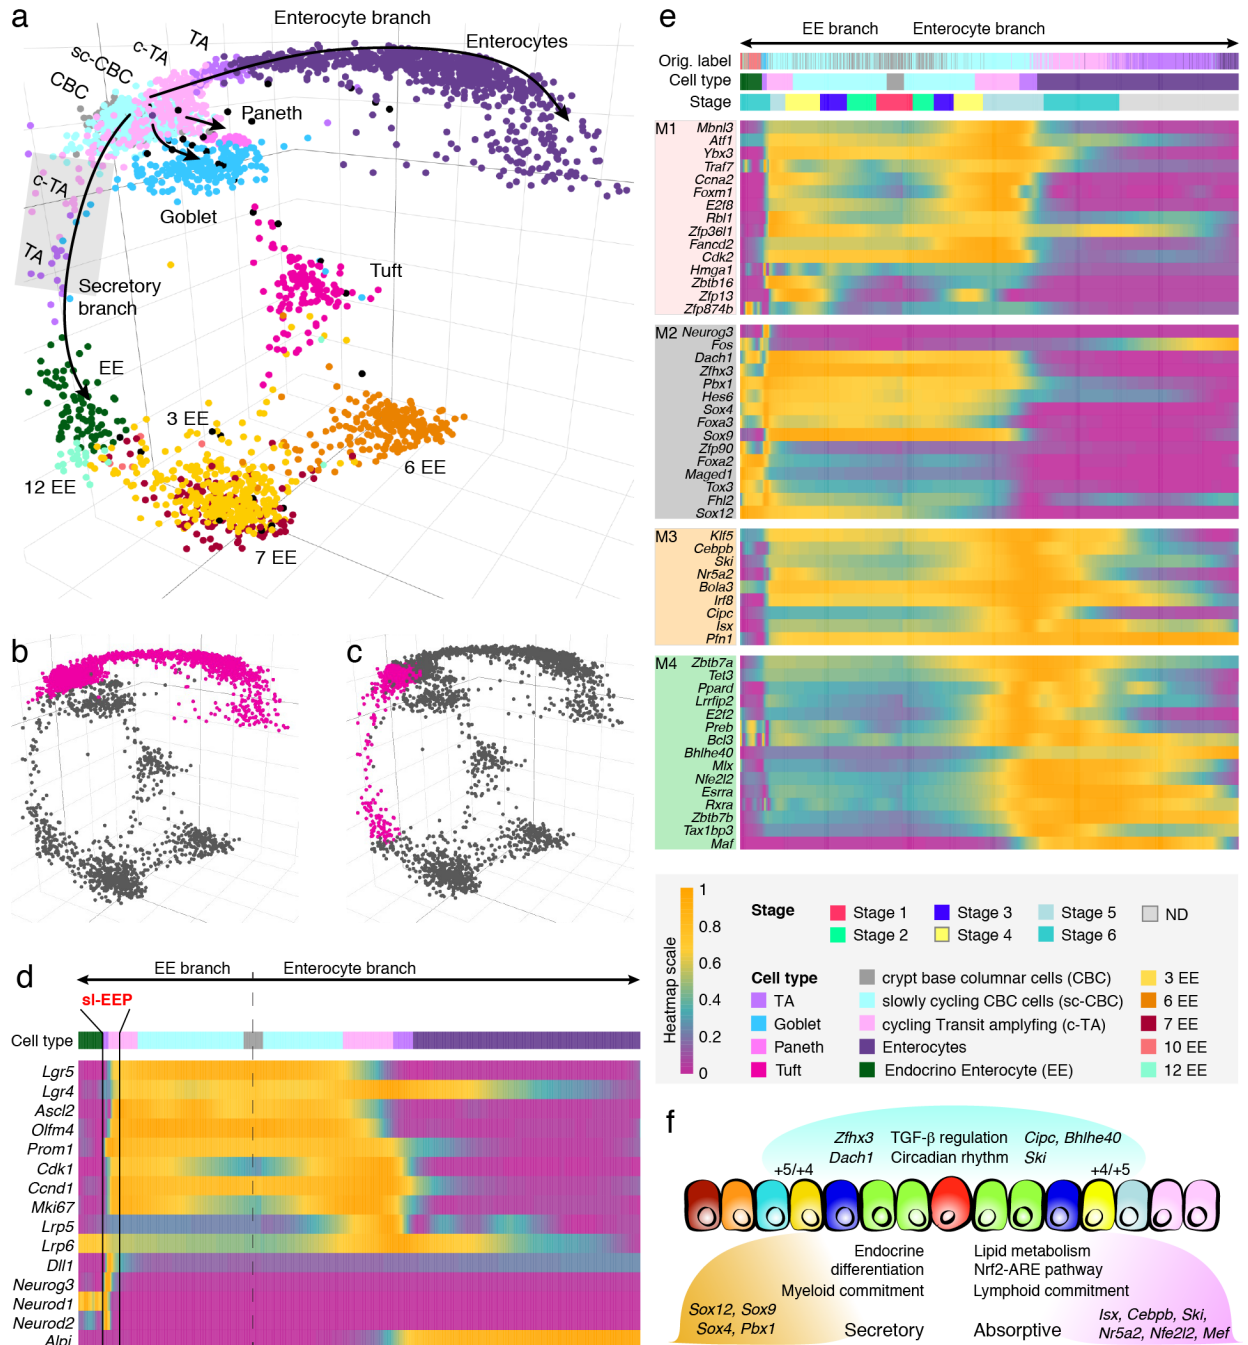 a
Enterocyte branch
TA
c-TA
sc-CBC
CBC
Enterocytes
Paneth
Goblet
c-TA
TA
Secretory
branch
Tuft
EE
3 EE
6 EE
12 EE
7 EE
b
c
d
EE branch
Enterocyte branch
sl-EEP
Cell type
Lgr5
Lgr4
Ascl2
Olfm4
Prom1
Cdk1
Ccnd1
Mki67
Lrp5
Lrp6
Dll1
Neurog3
Neurod1
Neurod2
Alpi
e
EE branch
Enterocyte branch
Orig. label
Cell type
Stage
M1
Mbnl3
Atf1
Ybx3
Traf7
Ccna2
Foxm1
E2f8
Rbl1
Zfp36l1
Fancd2
Cdk2
Hmga1
Zbtb16
Zfp13
Zfp874b
M2
Neurog3
Fos
Dach1
Zfhx3
Pbx1
Hes6
Sox4
Foxa3
Sox9
Zfp90
Foxa2
Maged1
Tox3
Fhl2
Sox12
M3
Klf5
Cebpb
Ski
Nr5a2
Bola3
Irf8
Cipc
Isx
Pfn1
M4
Zbtb7a
Tet3
Ppard
Lrrfip2
E2f2
Preb
Bcl3
Bhlhe40
Mlx
Nfe2l2
Esrra
Rxra
Zbtb7b
Tax1bp3
Maf
Heatmap scale
1
0.8
0.6
0.4
0.2
0
Stage
Stage 1
Stage 3
Stage 5
ND
Stage 2
Stage 4
Stage 6
Cell type
crypt base columnar cells (CBC)
3 EE
TA
slowly cycling CBC cells (sc-CBC)
6 EE
Goblet
cycling Transit amplyfing (c-TA)
7 EE
Paneth
Enterocytes
10 EE
Tuft
Endocrino Enterocyte (EE)
12 EE
f
Zfhx3 TGF-β regulation Cipc, Bhlhe40
Dach1 Circadian rhythm Ski
+5/+4
+4/+5
Endocrine
differentiation
Myeloid commitment
Lipid metabolism
Nrf2-ARE pathway
Lymphoid commitment
Sox12, Sox9
Sox4, Pbx1
Secretory
Absorptive
Isx, Cebpb, Ski,
Nr5a2, Nfe2l2, Mef